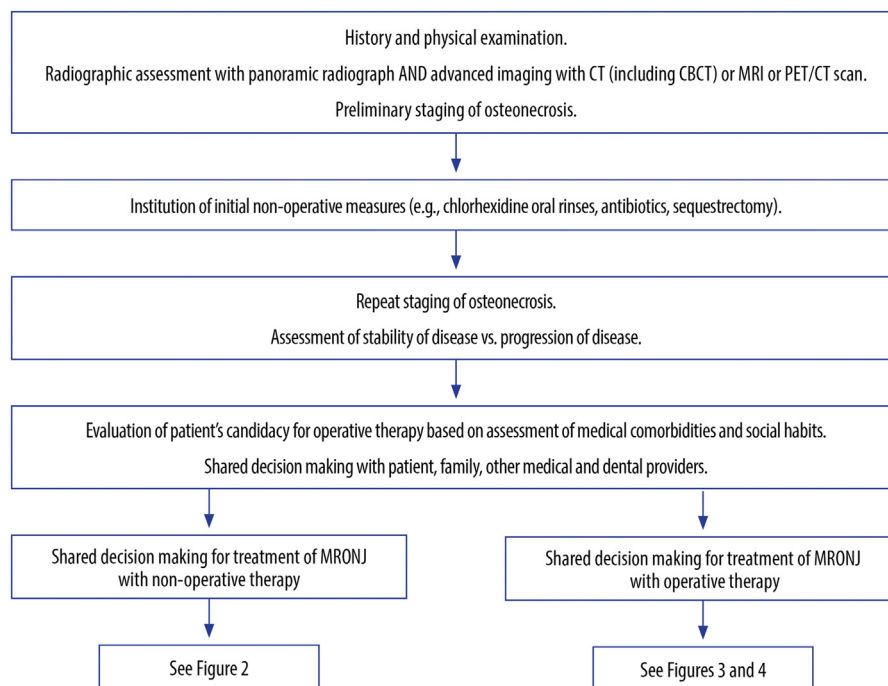 History and physical examination.
Radiographic assessment with panoramic radiograph AND advanced imaging with CT (including CBCT) or MRI or PET/CT scan.
Preliminary staging of osteonecrosis.
Institution of initial non-operative measures (e.g., chlorhexidine oral rinses, antibiotics, sequestrectomy).
Repeat staging of osteonecrosis.
Assessment of stability of disease vs. progression of disease.
Evaluation of patient's candidacy for operative therapy based on assessment of medical comorbidities and social habits.
Shared decision making with patient, family, other medical and dental providers.
Shared decision making for treatment of MRONJ
with non-operative therapy
Shared decision making for treatment of MRONJ
with operative therapy
See Figure 2
See Figures 3 and 4